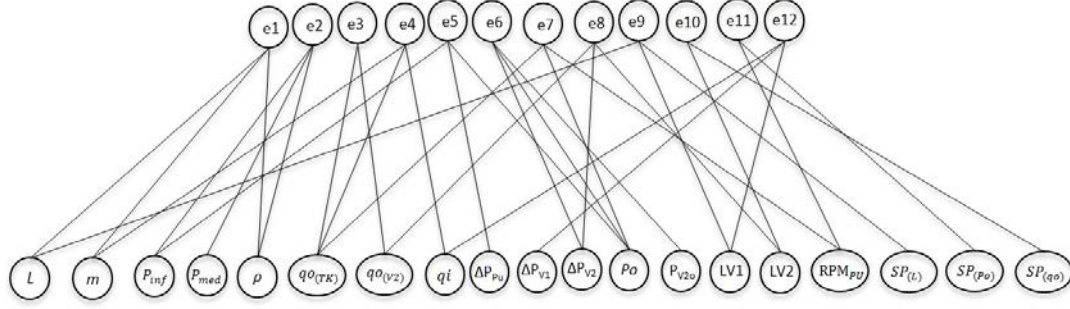 e1 e2 e3 e4 e5 e6 e7 e8 e9 e10 e11 e12
L m P_inf P_med ρ qo_(TK) qo_(V2) qi ΔP_Pu ΔP_V1 ΔP_V2 Po P_V2o LV1 LV2 RPM_PU SP_(L) SP_(Po) SP_(qo)